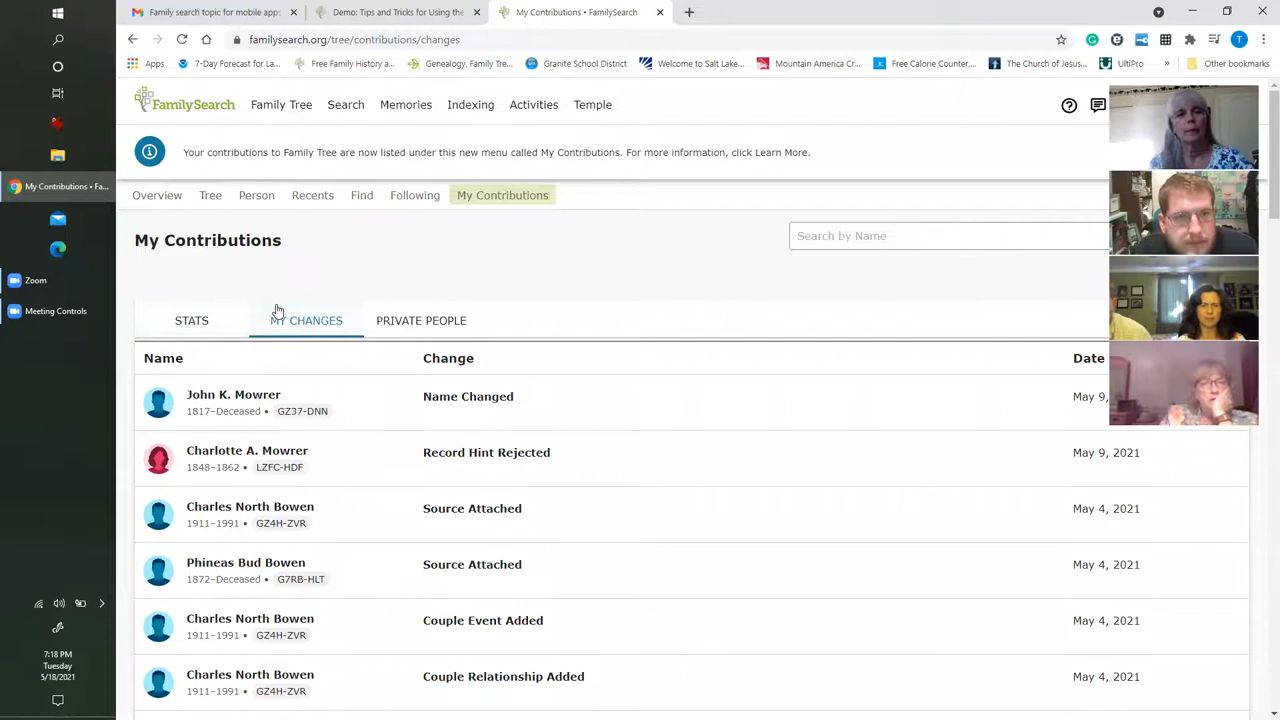 Family search topic for mobile app:
Demo: Tips and Tricks for Using the
My Contributions • FamilySearch
familysearch.org/tree/contributions/changes
Apps
7-Day Forecast for La...
Free Family History a...
Genealogy, Family Tre...
Granite School District
Welcome to Salt Lake...
Mountain America Cr...
Free Calorie Counter,...
The Church of Jesus...
UltiPro
»
Other bookmarks
FamilySearch
Family Tree
Search
Memories
Indexing
Activities
Temple
Your contributions to Family Tree are now listed under this new menu called My Contributions. For more information, click Learn More.
Overview
Tree
Person
Recents
Find
Following
My Contributions
My Contributions
Search by Name
STATS
MY CHANGES
PRIVATE PEOPLE
Name Change Date
John K. Mowrer Name Changed May 9,
1817–Deceased • GZ37-DNN
Charlotte A. Mowrer Record Hint Rejected May 9, 2021
1848–1862 • LZFC-HDF
Charles North Bowen Source Attached May 4, 2021
1911–1991 • GZ4H-ZVR
Phineas Bud Bowen Source Attached May 4, 2021
1872–Deceased • G7RB-HLT
Charles North Bowen Couple Event Added May 4, 2021
1911–1991 • GZ4H-ZVR
Charles North Bowen Couple Relationship Added May 4, 2021
1911–1991 • GZ4H-ZVR
My Contributions • Fa...
Zoom
Meeting Controls
7:18 PM
Tuesday
5/18/2021
T